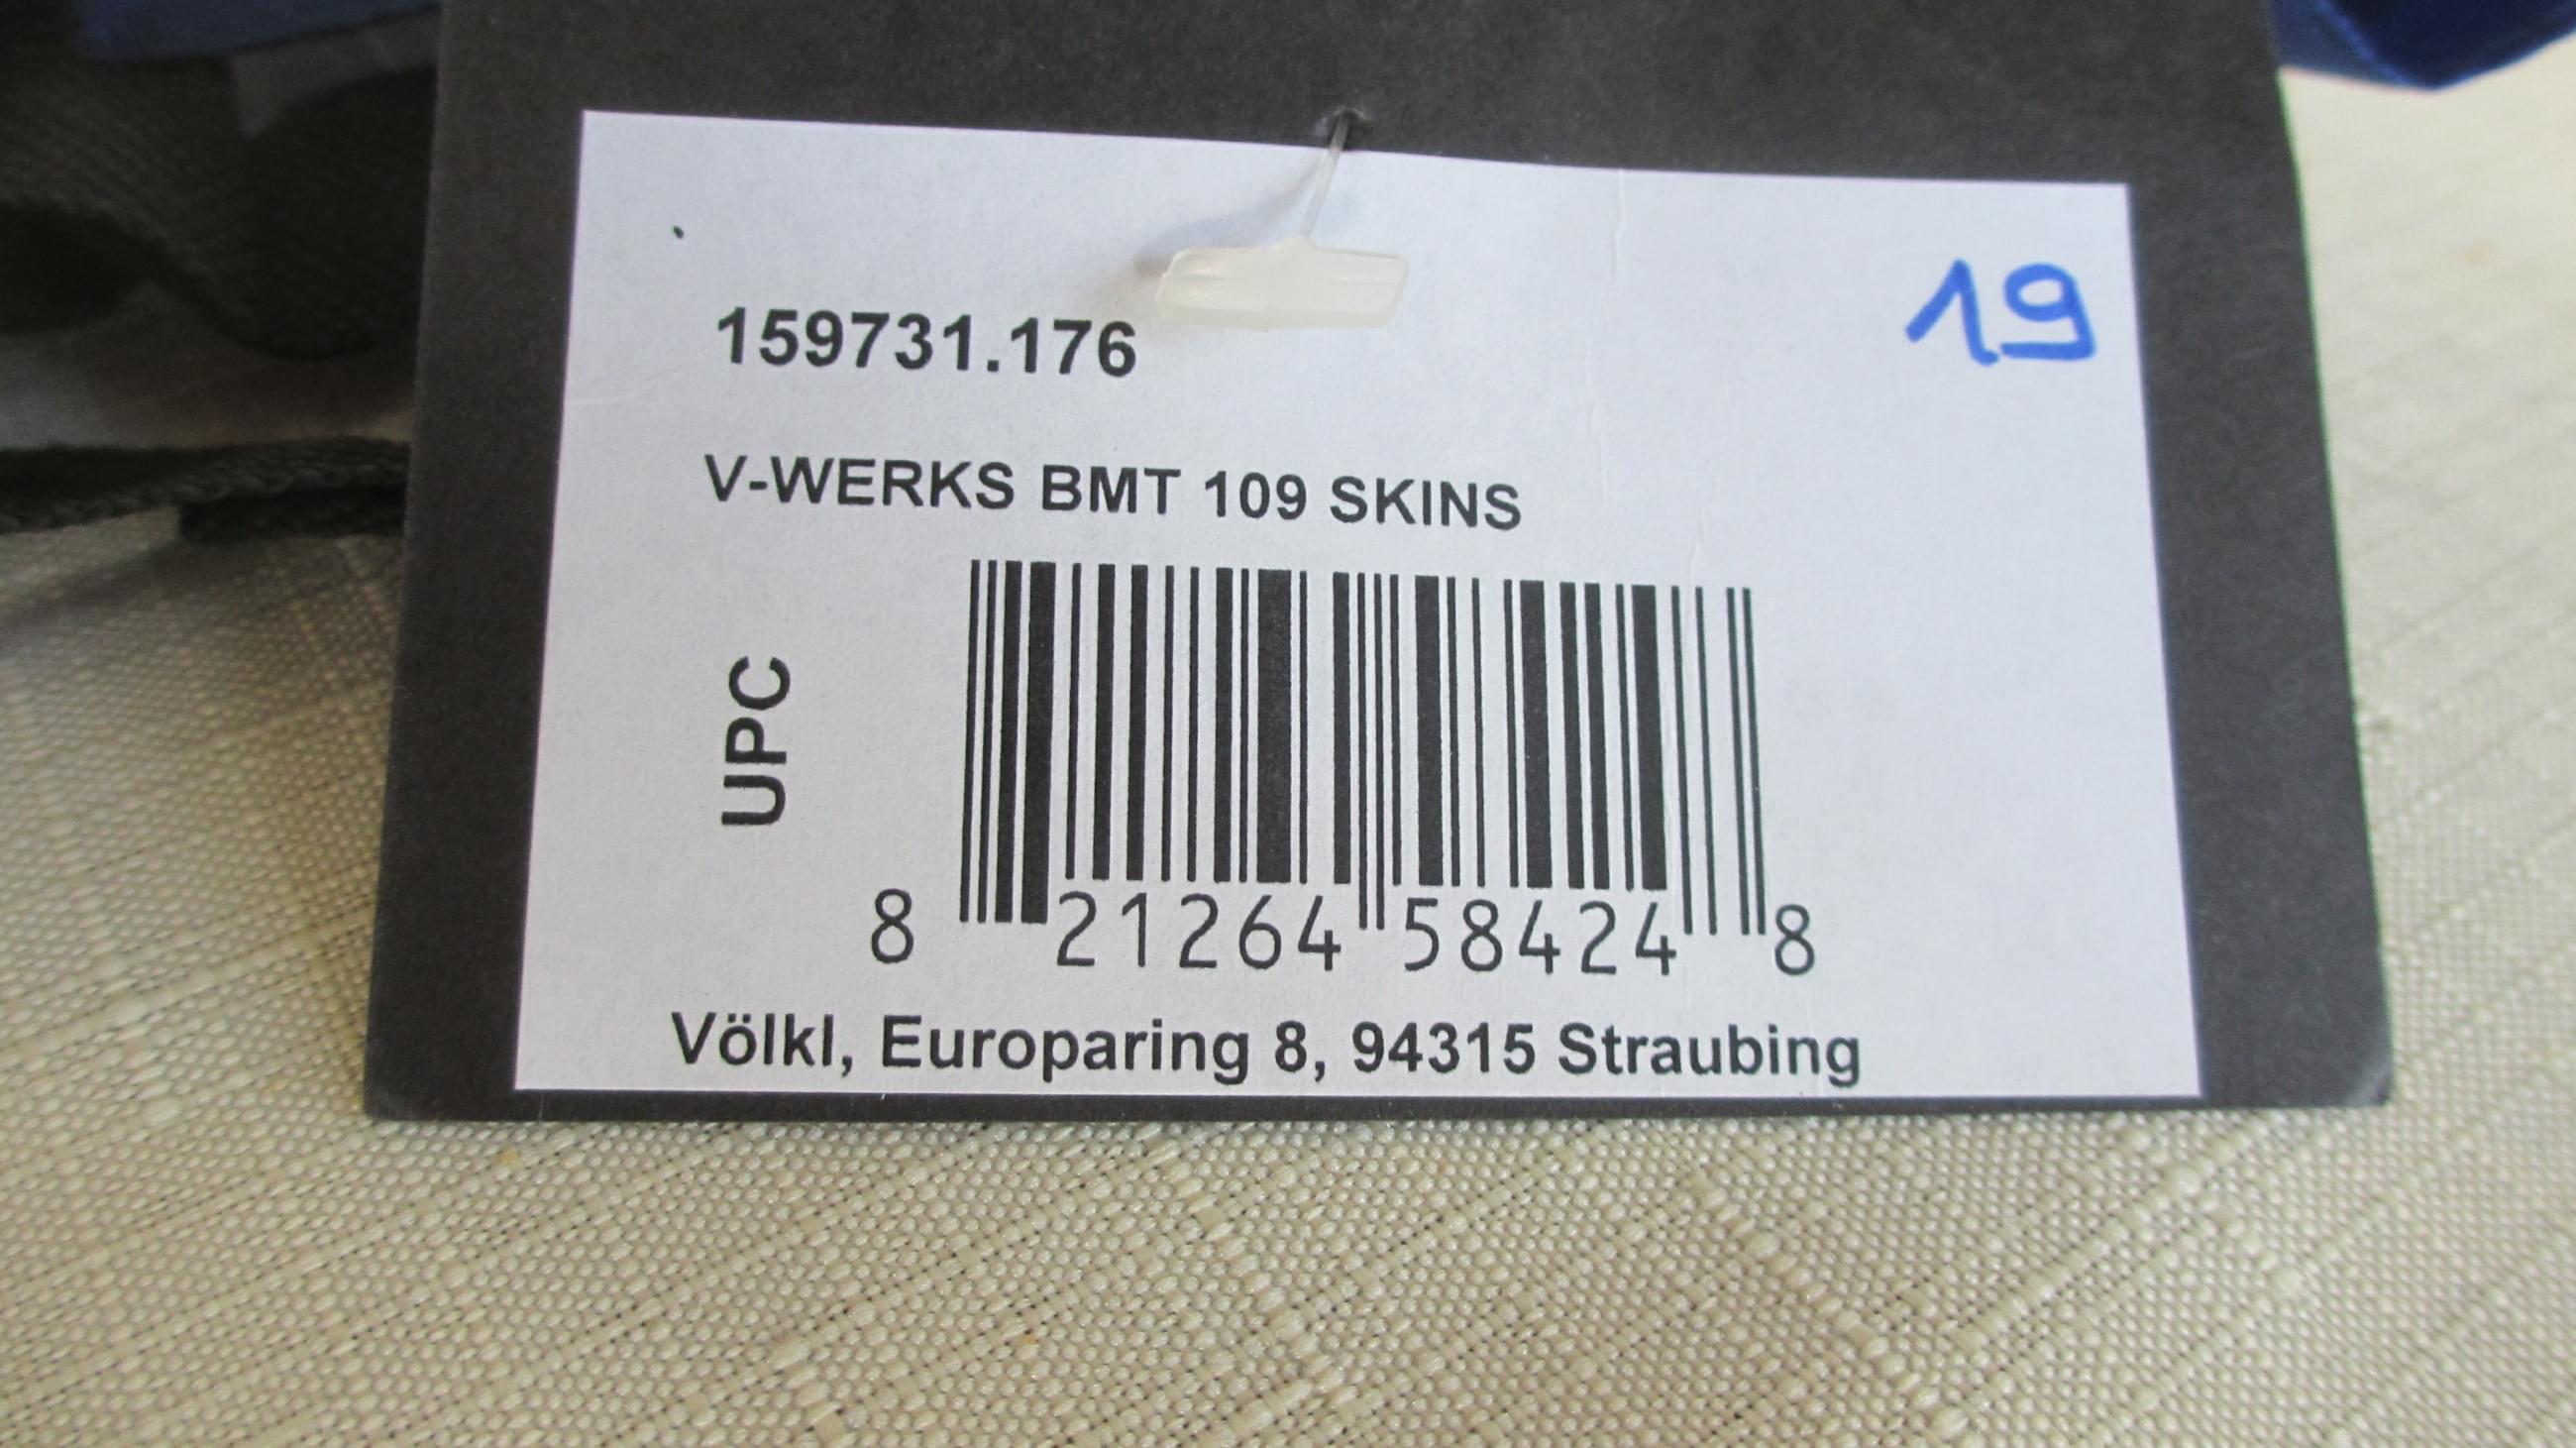 19
159731.176
V-WERKS BMT 109 SKINS
UPC
8 21264 58424 8
Völkl, Europaring 8, 94315 Straubing